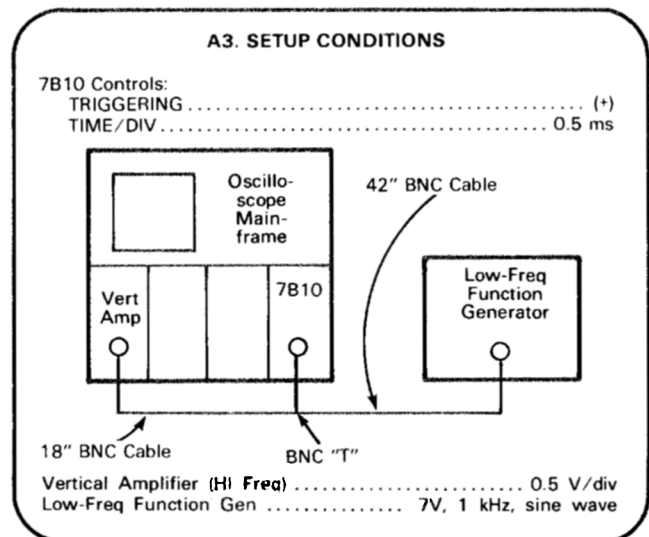 A3. SETUP CONDITIONS
7B10 Controls:
TRIGGERING ........................................................ (+)
TIME/DIV ........................................................ 0.5 ms
Oscillo-
scope
Main-
frame
42" BNC Cable
Vert
Amp
7B10
Low-Freq
Function
Generator
18" BNC Cable
BNC "T"
Vertical Amplifier (HI Freq) ................................ 0.5 V/div
Low-Freq Function Gen ................ 7V, 1 kHz, sine wave